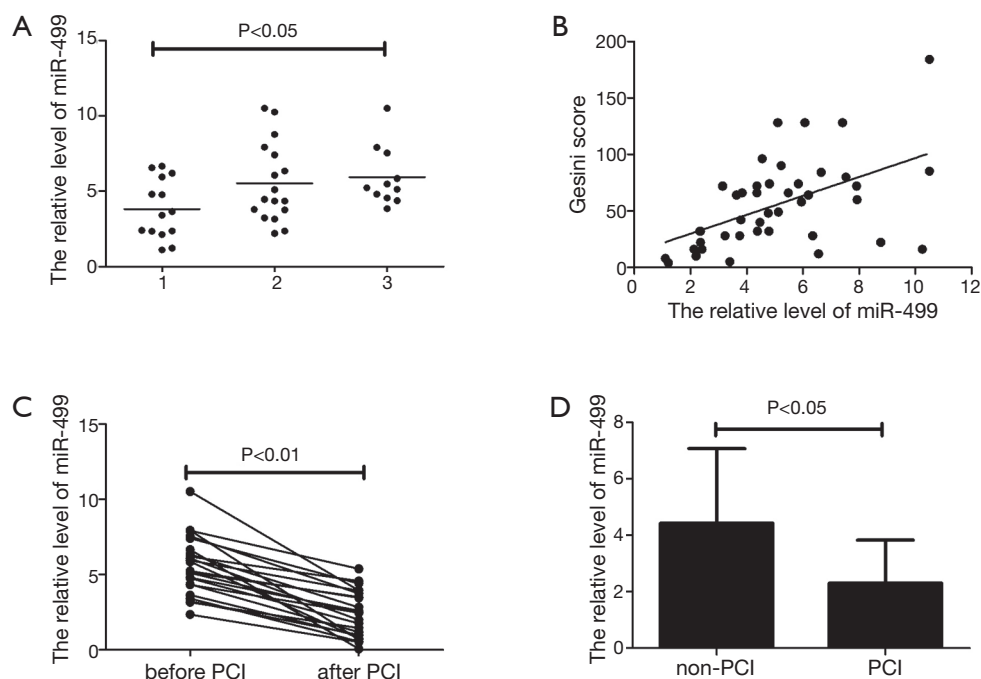 A
The relative level of miR-499
15
10
5
0
P<0.05
1 2 3
B
Gesini score
200
150
100
50
0
0 2 4 6 8 10 12
The relative level of miR-499
C
The relative level of miR-499
15
10
5
0
P<0.01
before PCI after PCI
D
The relative level of miR-499
8
6
4
2
0
P<0.05
non-PCI PCI